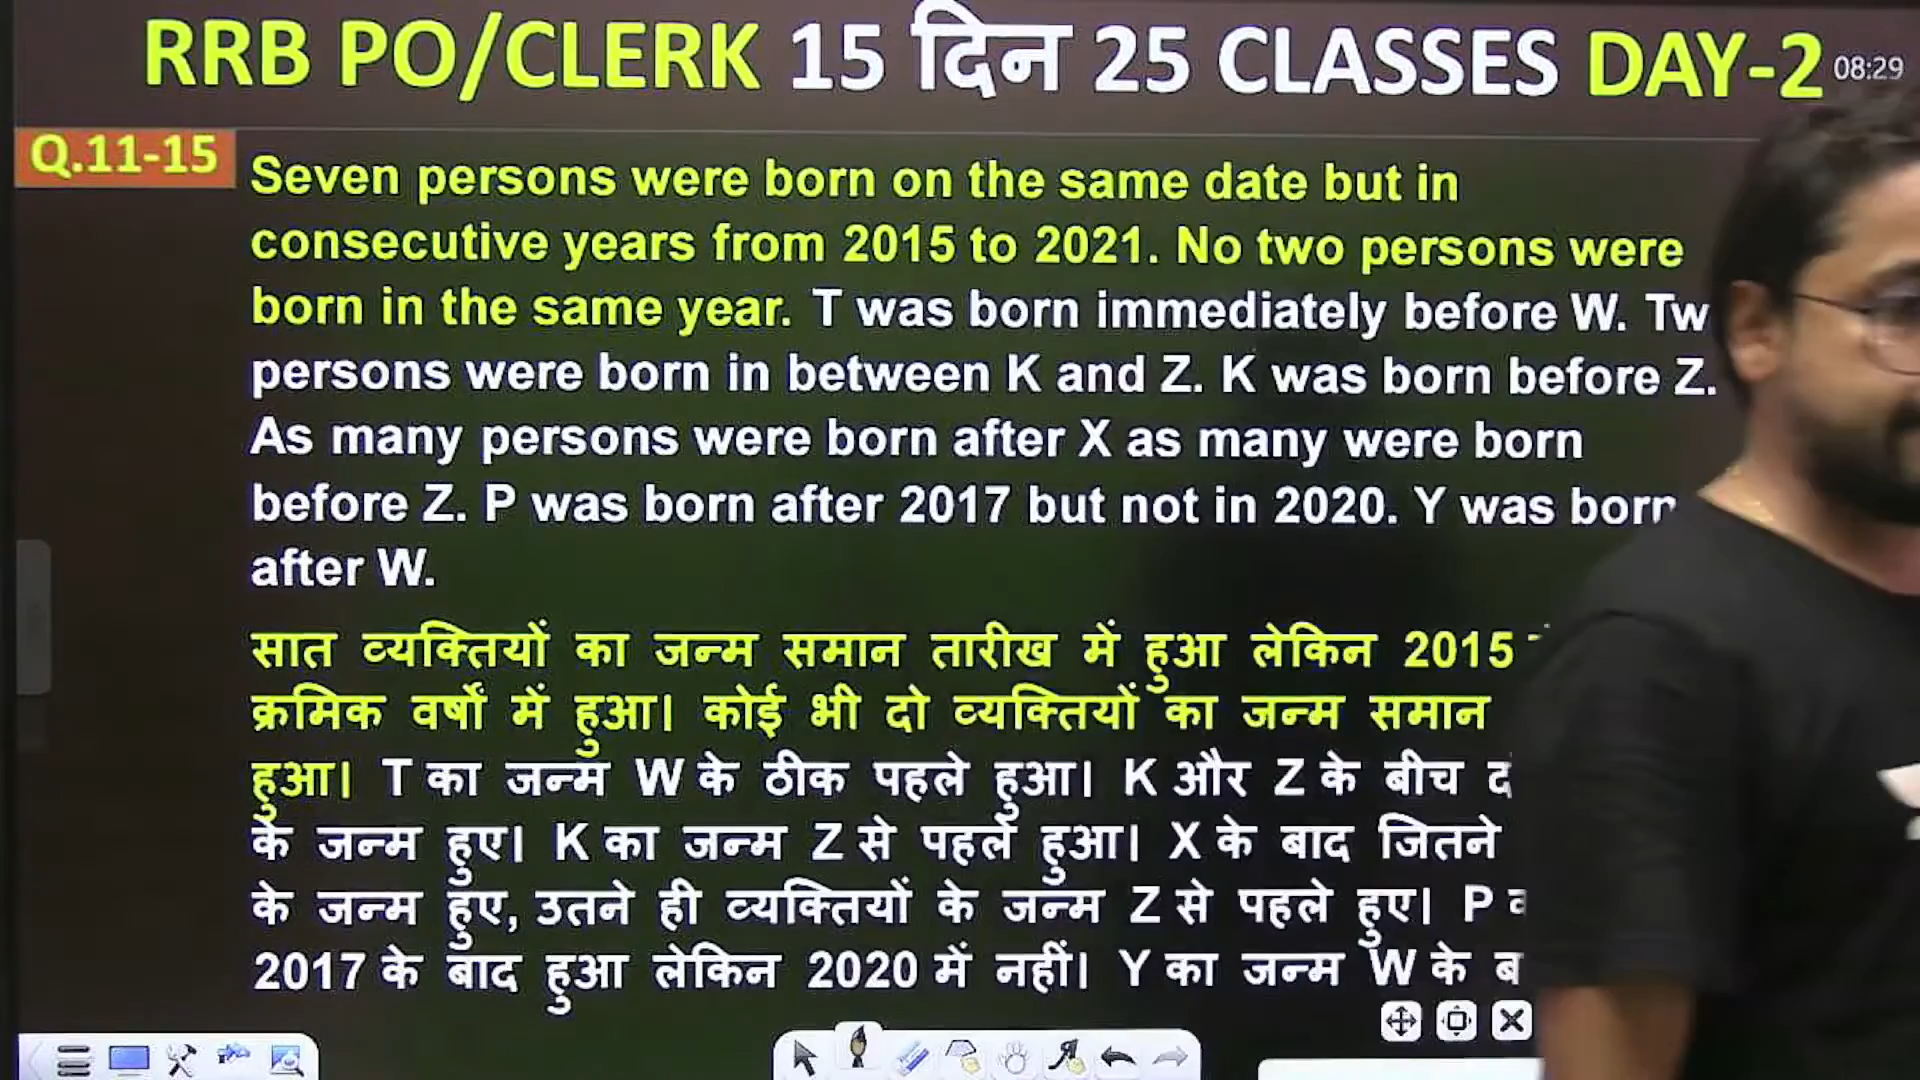 RRB PO/CLERK 15 दिन 25 CLASSES DAY-2 08:29
Q.11-15
Seven persons were born on the same date but in
consecutive years from 2015 to 2021. No two persons were
born in the same year. T was born immediately before W. Tw
persons were born in between K and Z. K was born before Z.
As many persons were born after X as many were born
before Z. P was born after 2017 but not in 2020. Y was born
after W.
सात व्यक्तियों का जन्म समान तारीख में हुआ लेकिन 2015
क्रमिक वर्षों में हुआ। कोई भी दो व्यक्तियों का जन्म समान
हुआ। T का जन्म W के ठीक पहले हुआ। K और Z के बीच
के जन्म हुए। K का जन्म Z से पहले हुआ। X के बाद जितने
के जन्म हुए, उतने ही व्यक्तियों के जन्म Z से पहले हुए। P
2017 के बाद हुआ लेकिन 2020 में नहीं। Y का जन्म W के